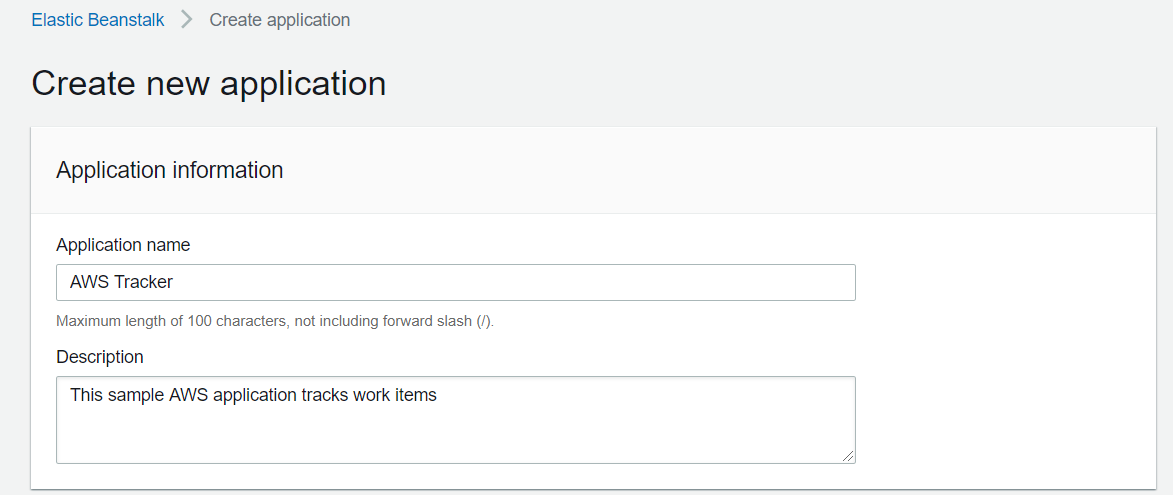 Elastic Beanstalk > Create application
Create new application
Application information
Application name
AWS Tracker
Maximum length of 100 characters, not including forward slash (/).
Description
This sample AWS application tracks work items